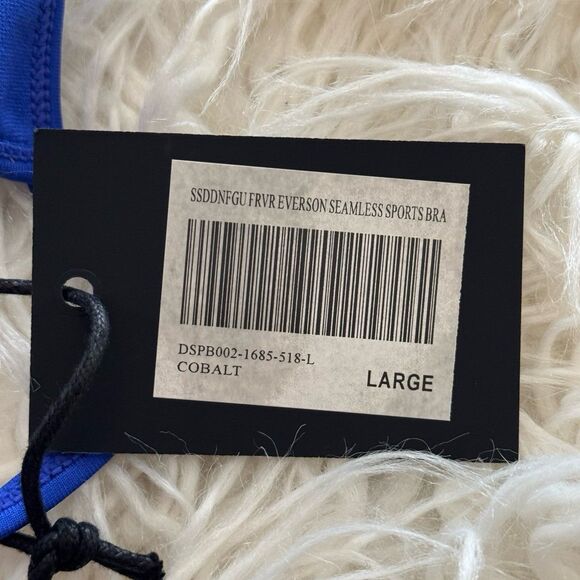 SSDDNFGU FRVR EVERSON SEAMLESS SPORTS BRA
DSPB002-1685-518-L
COBALT
LARGE